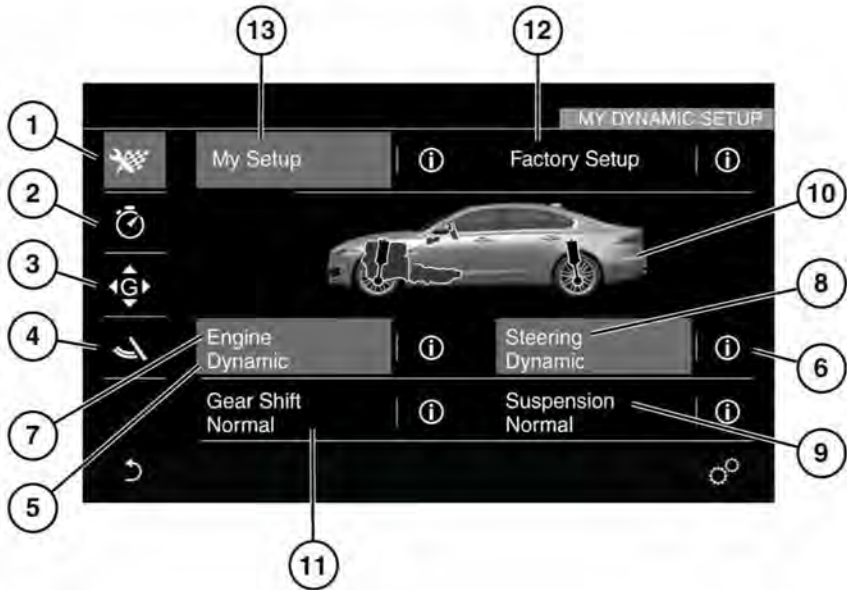 13
12
MY DYNAMIC SETUP
1
My Setup
Factory Setup
2
10
3
G
8
4
Engine
Dynamic
Steering
Dynamic
6
Gear Shift
Normal
Suspension
Normal
7
9
5
11